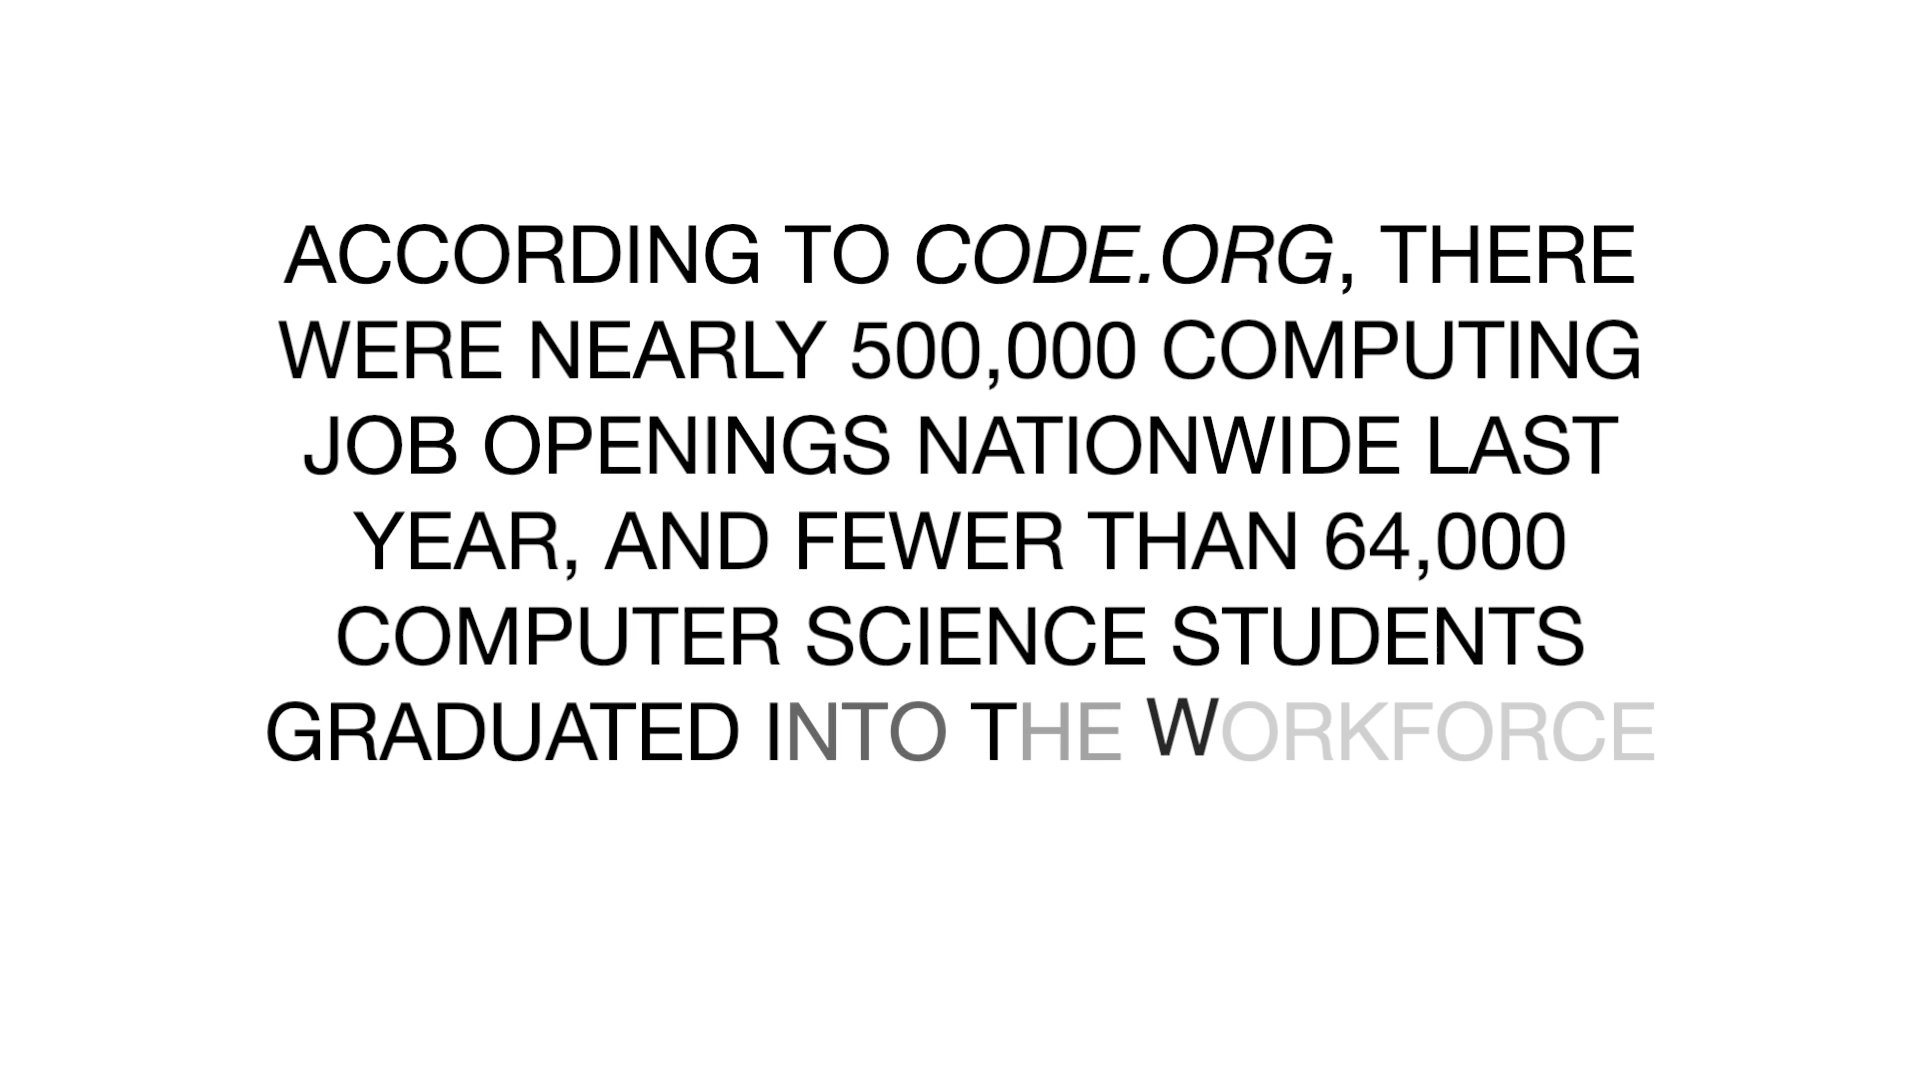 ACCORDING TO CODE.ORG, THERE
WERE NEARLY 500,000 COMPUTING
JOB OPENINGS NATIONWIDE LAST
YEAR, AND FEWER THAN 64,000
COMPUTER SCIENCE STUDENTS
GRADUATED INTO THE WORKFORCE